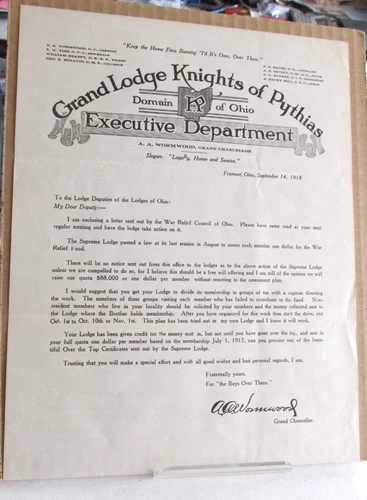 "Keep the Home Fires Burning 'Til It's Over, Over There."
A. A. WORMWOOD, G. C., FREMONT
Grand Lodge Knights of Pythias
Domain of Ohio
Executive Department
A. A. WORMWOOD, GRAND CHANCELLOR
Slogan: "Loyalty, Honor and Service."
Fremont, Ohio, September 14, 1918
To the Lodge Deputies of the Lodges of Ohio:
My Dear Deputy:—
I am enclosing a letter sent out by the War Relief Council of Ohio. Please have same read at your next
regular meeting and have the lodge take action on it.
The Supreme Lodge passed a law at its last session in August to assess each member one dollar for the War
Relief Fund.
There will be no notice sent out from this office to the lodges as to the above action of the Supreme Lodge
unless we are compelled to do so, for I believe this should be a free will offering and I am still of the opinion we will
raise our quota $88,000 or one dollar per member without resorting to the assessment plan.
I would suggest that you get your Lodge to divide its membership in groups of ten with a captain directing
the work. The members of these groups visiting each member who has failed to contribute to the fund. Non-
resident members who live in your locality should be solicited by your members and the money collected sent to
the Lodge where the Brother holds membership. After you have organized for this work then start the drive, say
Oct. 1st to Oct. 10th or Nov. 1st. This plan has been tried out in my own Lodge and I know it will work.
Your Lodge has been given credit for the money sent in, but not until you have gone over the top, and sent in
your full quota one dollar per member based on the membership July 1, 1917, can you procure one of the beau-
tiful Over the Top Certificates sent out by the Supreme Lodge.
Trusting that you will make a special effort and with all good wishes and best personal regards, I am,
Fraternally yours,
For "the Boys Over There."
A A Wormwood
Grand Chancellor.